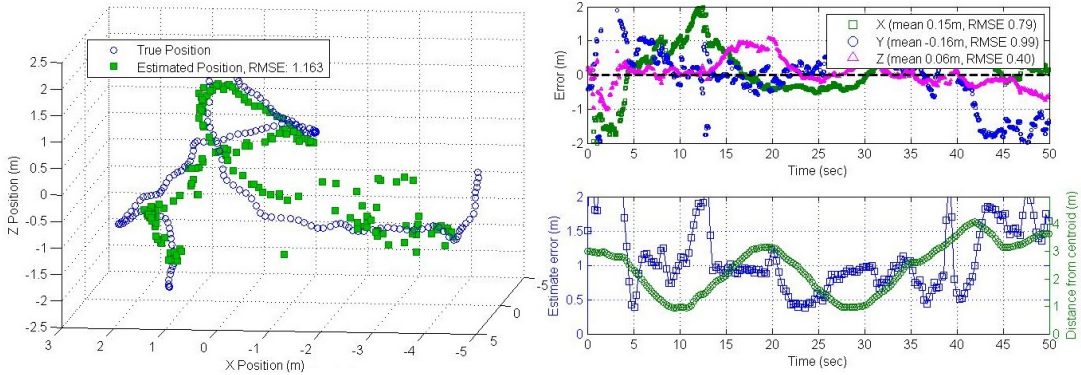 True Position
Estimated Position, RMSE: 1.163
2.5
2
1.5
1
0.5
0
-0.5
-1
-1.5
-2
-2.5
Z Position (m)
3
2
1
0
-1
-2
-3
-4
-5
X Position (m)
5
0
-5
X (mean 0.15m, RMSE 0.79)
Y (mean -0.16m, RMSE 0.99)
Z (mean 0.06m, RMSE 0.40)
2
1
0
-1
-2
Error (m)
0 5 10 15 20 25 30 35 40 45 50
Time (sec)
2
1.5
1
0.5
0
Estimate error (m)
4
3
2
1
0
Distance from centroid (m)
0 5 10 15 20 25 30 35 40 45 50
Time (sec)